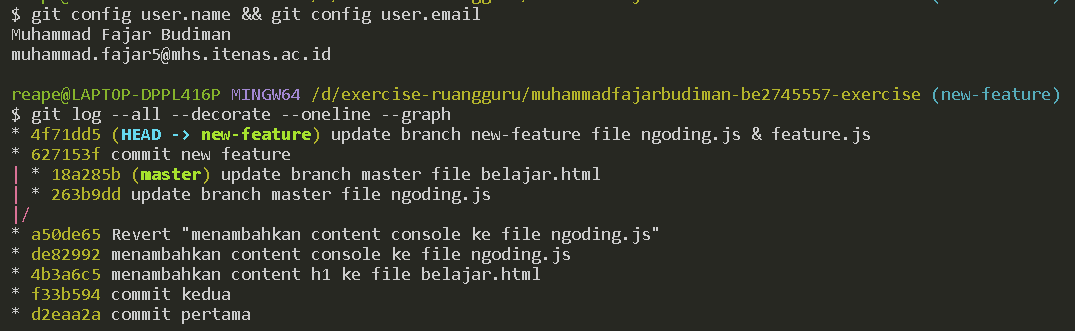 $ git config user.name && git config user.email
Muhammad Fajar Budiman
muhammad.fajar5@mhs.itenas.ac.id
reape@LAPTOP-DPPL416P MINGW64 /d/exercise-ruangguru/muhammadfajarbudiman-be2745557-exercise (new-feature)
$ git log --all --decorate --oneline --graph
* 4f71dd5 (HEAD -> new-feature) update branch new-feature file ngoding.js & feature.js
* 627153f commit new feature
| * 18a285b (master) update branch master file belajar.html
| * 263b9dd update branch master file ngoding.js
|/
* a50de65 Revert "menambahkan content console ke file ngoding.js"
* de82992 menambahkan content console ke file ngoding.js
* 4b3a6c5 menambahkan content h1 ke file belajar.html
* f33b594 commit kedua
* d2eaa2a commit pertama